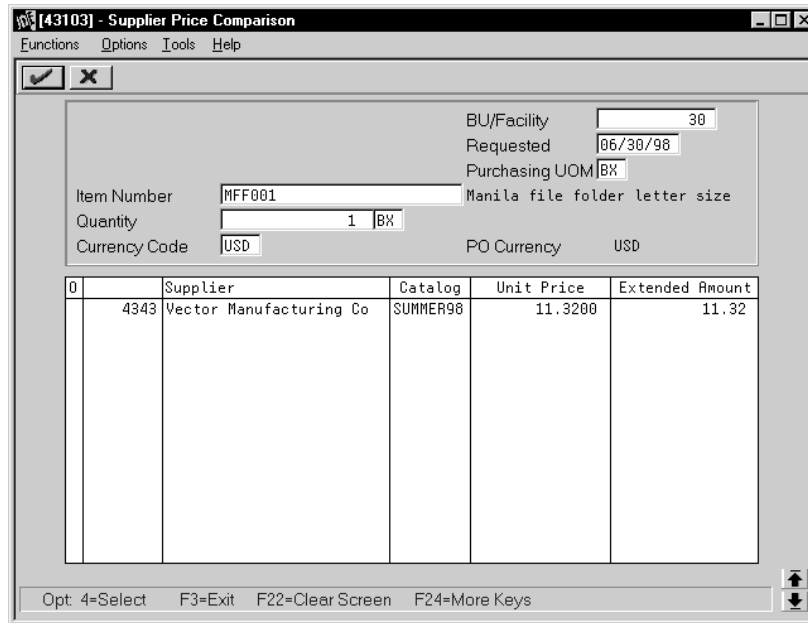 [43103] - Supplier Price Comparison
Functions Options Tools Help
BU/Facility 30
Requested 06/30/98
Purchasing UOM BX
Item Number MFF001 Manila file folder letter size
Quantity 1 BX
Currency Code USD PO Currency USD
O Supplier Catalog Unit Price Extended Amount
4343 Vector Manufacturing Co SUMMER98 11.3200 11.32
Opt: 4=Select F3=Exit F22=Clear Screen F24=More Keys